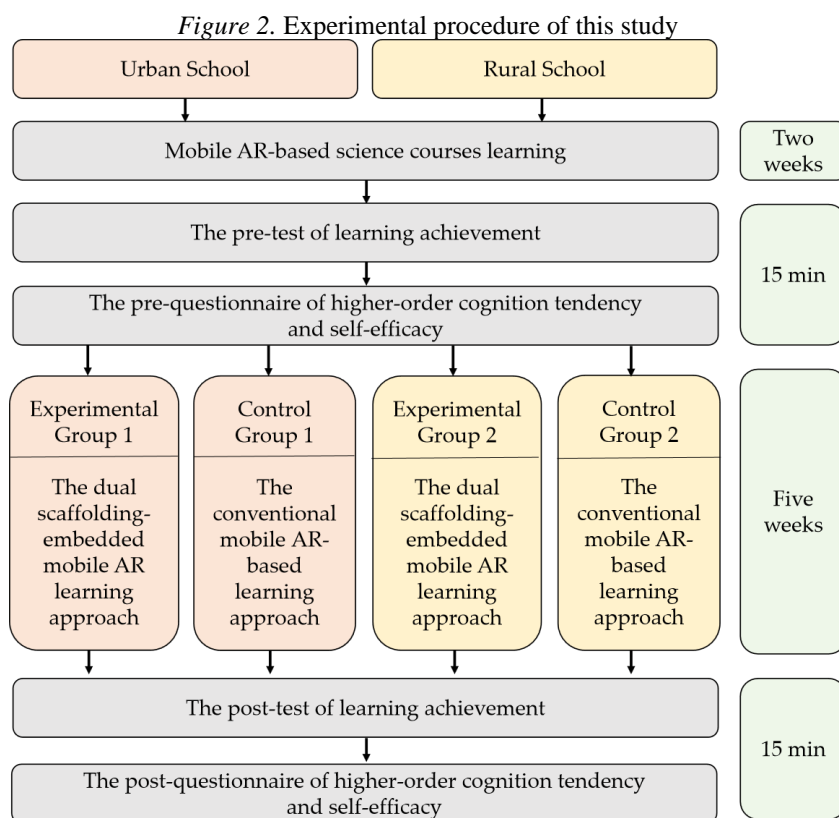 Figure 2. Experimental procedure of this study
Urban School
Rural School
Mobile AR-based science courses learning
Two
weeks
The pre-test of learning achievement
The pre-questionnaire of higher-order cognition tendency
and self-efficacy
15 min
Experimental
Group 1
The dual
scaffolding-
embedded
mobile AR
learning
approach
Control
Group 1
The
conventional
mobile AR-
based
learning
approach
Experimental
Group 2
The dual
scaffolding-
embedded
mobile AR
learning
approach
Control
Group 2
The
conventional
mobile AR-
based
learning
approach
Five
weeks
The post-test of learning achievement
The post-questionnaire of higher-order cognition tendency
and self-efficacy
15 min